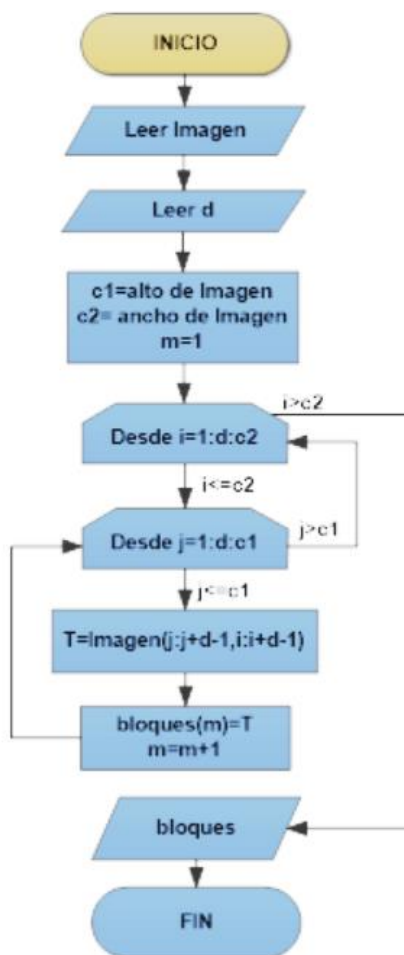 INICIO
Leer Imagen
Leer d
c1=alto de Imagen
c2= ancho de Imagen
m=1
i>c2
Desde i=1:d:c2
i<=c2
Desde j=1:d:c1
j>c1
j<=c1
T=Imagen(j:j+d-1,i:i+d-1)
bloques(m)=T
m=m+1
bloques
FIN